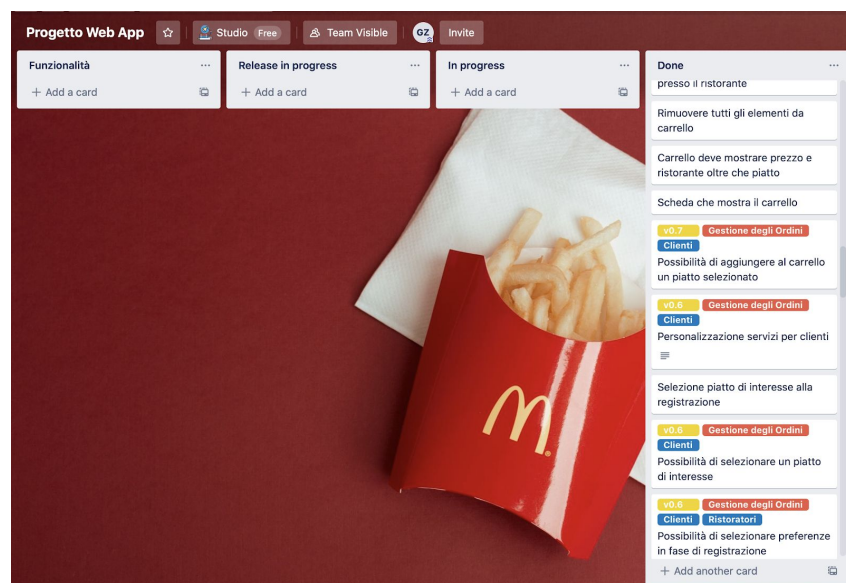 Progetto Web App
Studio Free
Team Visible
GZ
Invite
Funzionalità
+ Add a card
Release in progress
+ Add a card
In progress
+ Add a card
Done
presso il ristorante
Rimuovere tutti gli elementi da
carrello
Carrello deve mostrare prezzo e
ristorante oltre che piatto
Scheda che mostra il carrello
v0.7 Gestione degli Ordini
Clienti
Possibilità di aggiungere al carrello
un piatto selezionato
v0.6 Gestione degli Ordini
Clienti
Personalizzazione servizi per clienti
Selezione piatto di interesse alla
registrazione
v0.6 Gestione degli Ordini
Clienti
Possibilità di selezionare un piatto
di interesse
v0.6 Gestione degli Ordini
Clienti Ristoratori
Possibilità di selezionare preferenze
in fase di registrazione
+ Add another card
M